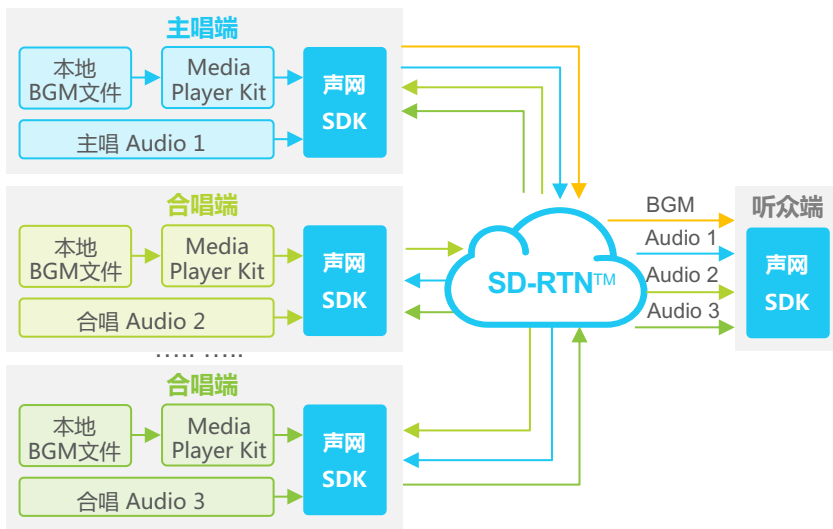 主唱端
本地
BGM文件
Media
Player Kit
声网
SDK
主唱 Audio 1
合唱端
本地
BGM文件
Media
Player Kit
声网
SDK
合唱 Audio 2
..... .....
合唱端
本地
BGM文件
Media
Player Kit
声网
SDK
合唱 Audio 3
SD-RTN™
BGM
Audio 1
Audio 2
Audio 3
听众端
声网
SDK